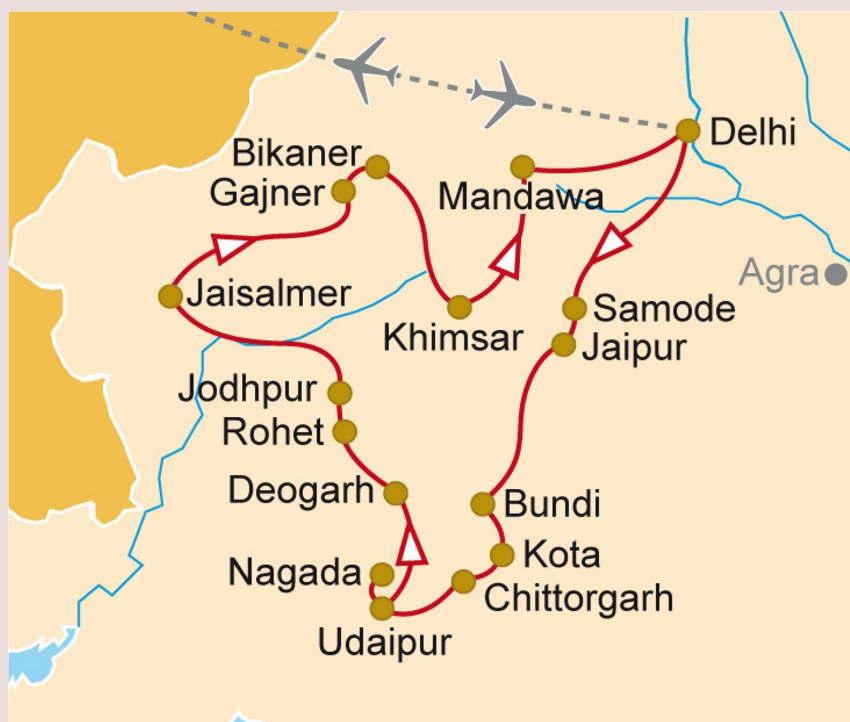 Delhi
Bikaner
Gajner
Mandawa
Agra
Jaisalmer
Samode
Khimsar
Jaipur
Jodhpur
Rohet
Deogarh
Bundi
Kota
Nagada
Chittorgarh
Udaipur